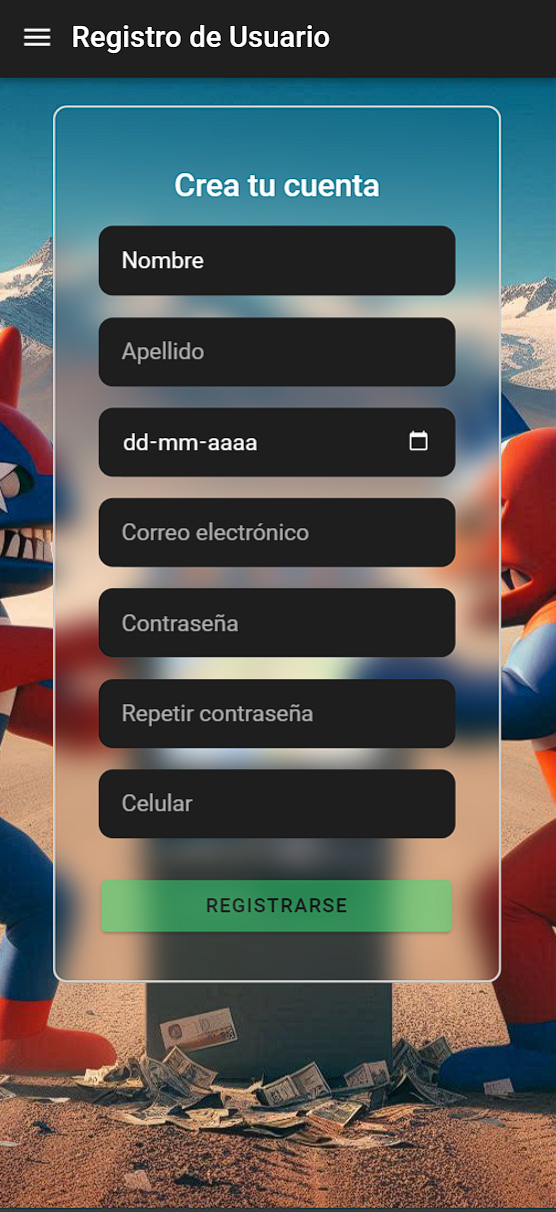 Registro de Usuario
Crea tu cuenta
Nombre
Apellido
dd-mm-aaaa
Correo electrónico
Contraseña
Repetir contraseña
Celular
REGISTRARSE